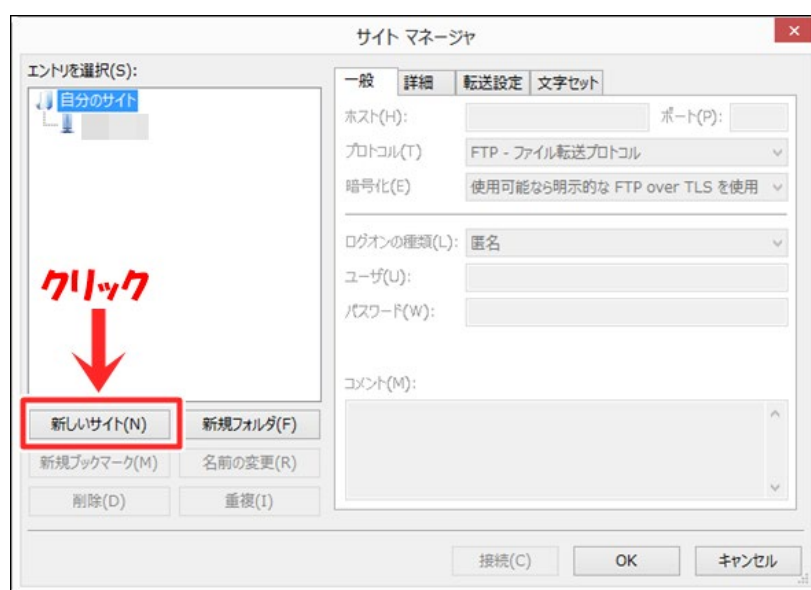 サイト マネージャ
エントリを選択(S):
自分のサイト
クリック
新しいサイト(N)
新規フォルダ(F)
新規ブックマーク(M)
名前の変更(R)
削除(D)
重複(I)
一般
詳細
転送設定
文字セット
ホスト(H):
ポート(P):
プロトコル(T)
FTP - ファイル転送プロトコル
暗号化(E)
使用可能なら明示的な FTP over TLS を使用
ログオンの種類(L):
匿名
ユーザ(U):
パスワード(W):
コメント(M):
接続(C)
OK
キャンセル